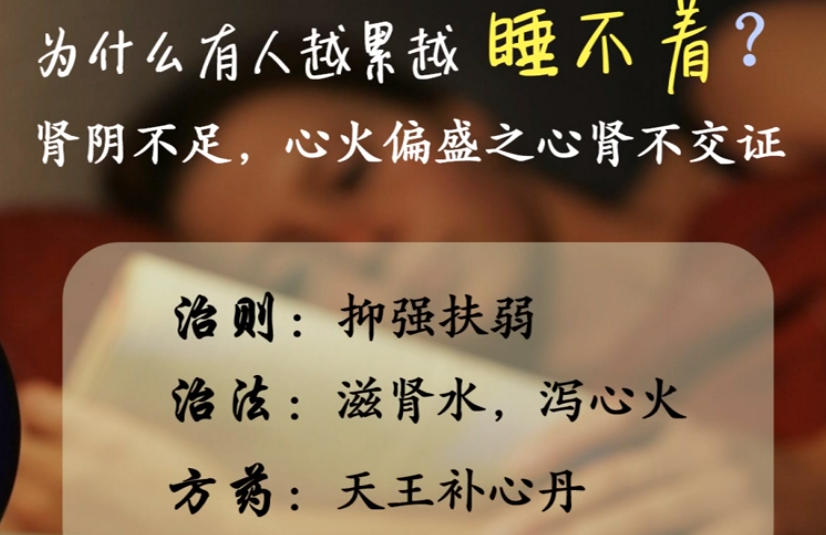 为什么有人越累越睡不着？
肾阴不足，心火偏盛之心肾不交证
治则：抑强扶弱
治法：滋肾水，泻心火
方药：天王补心丹